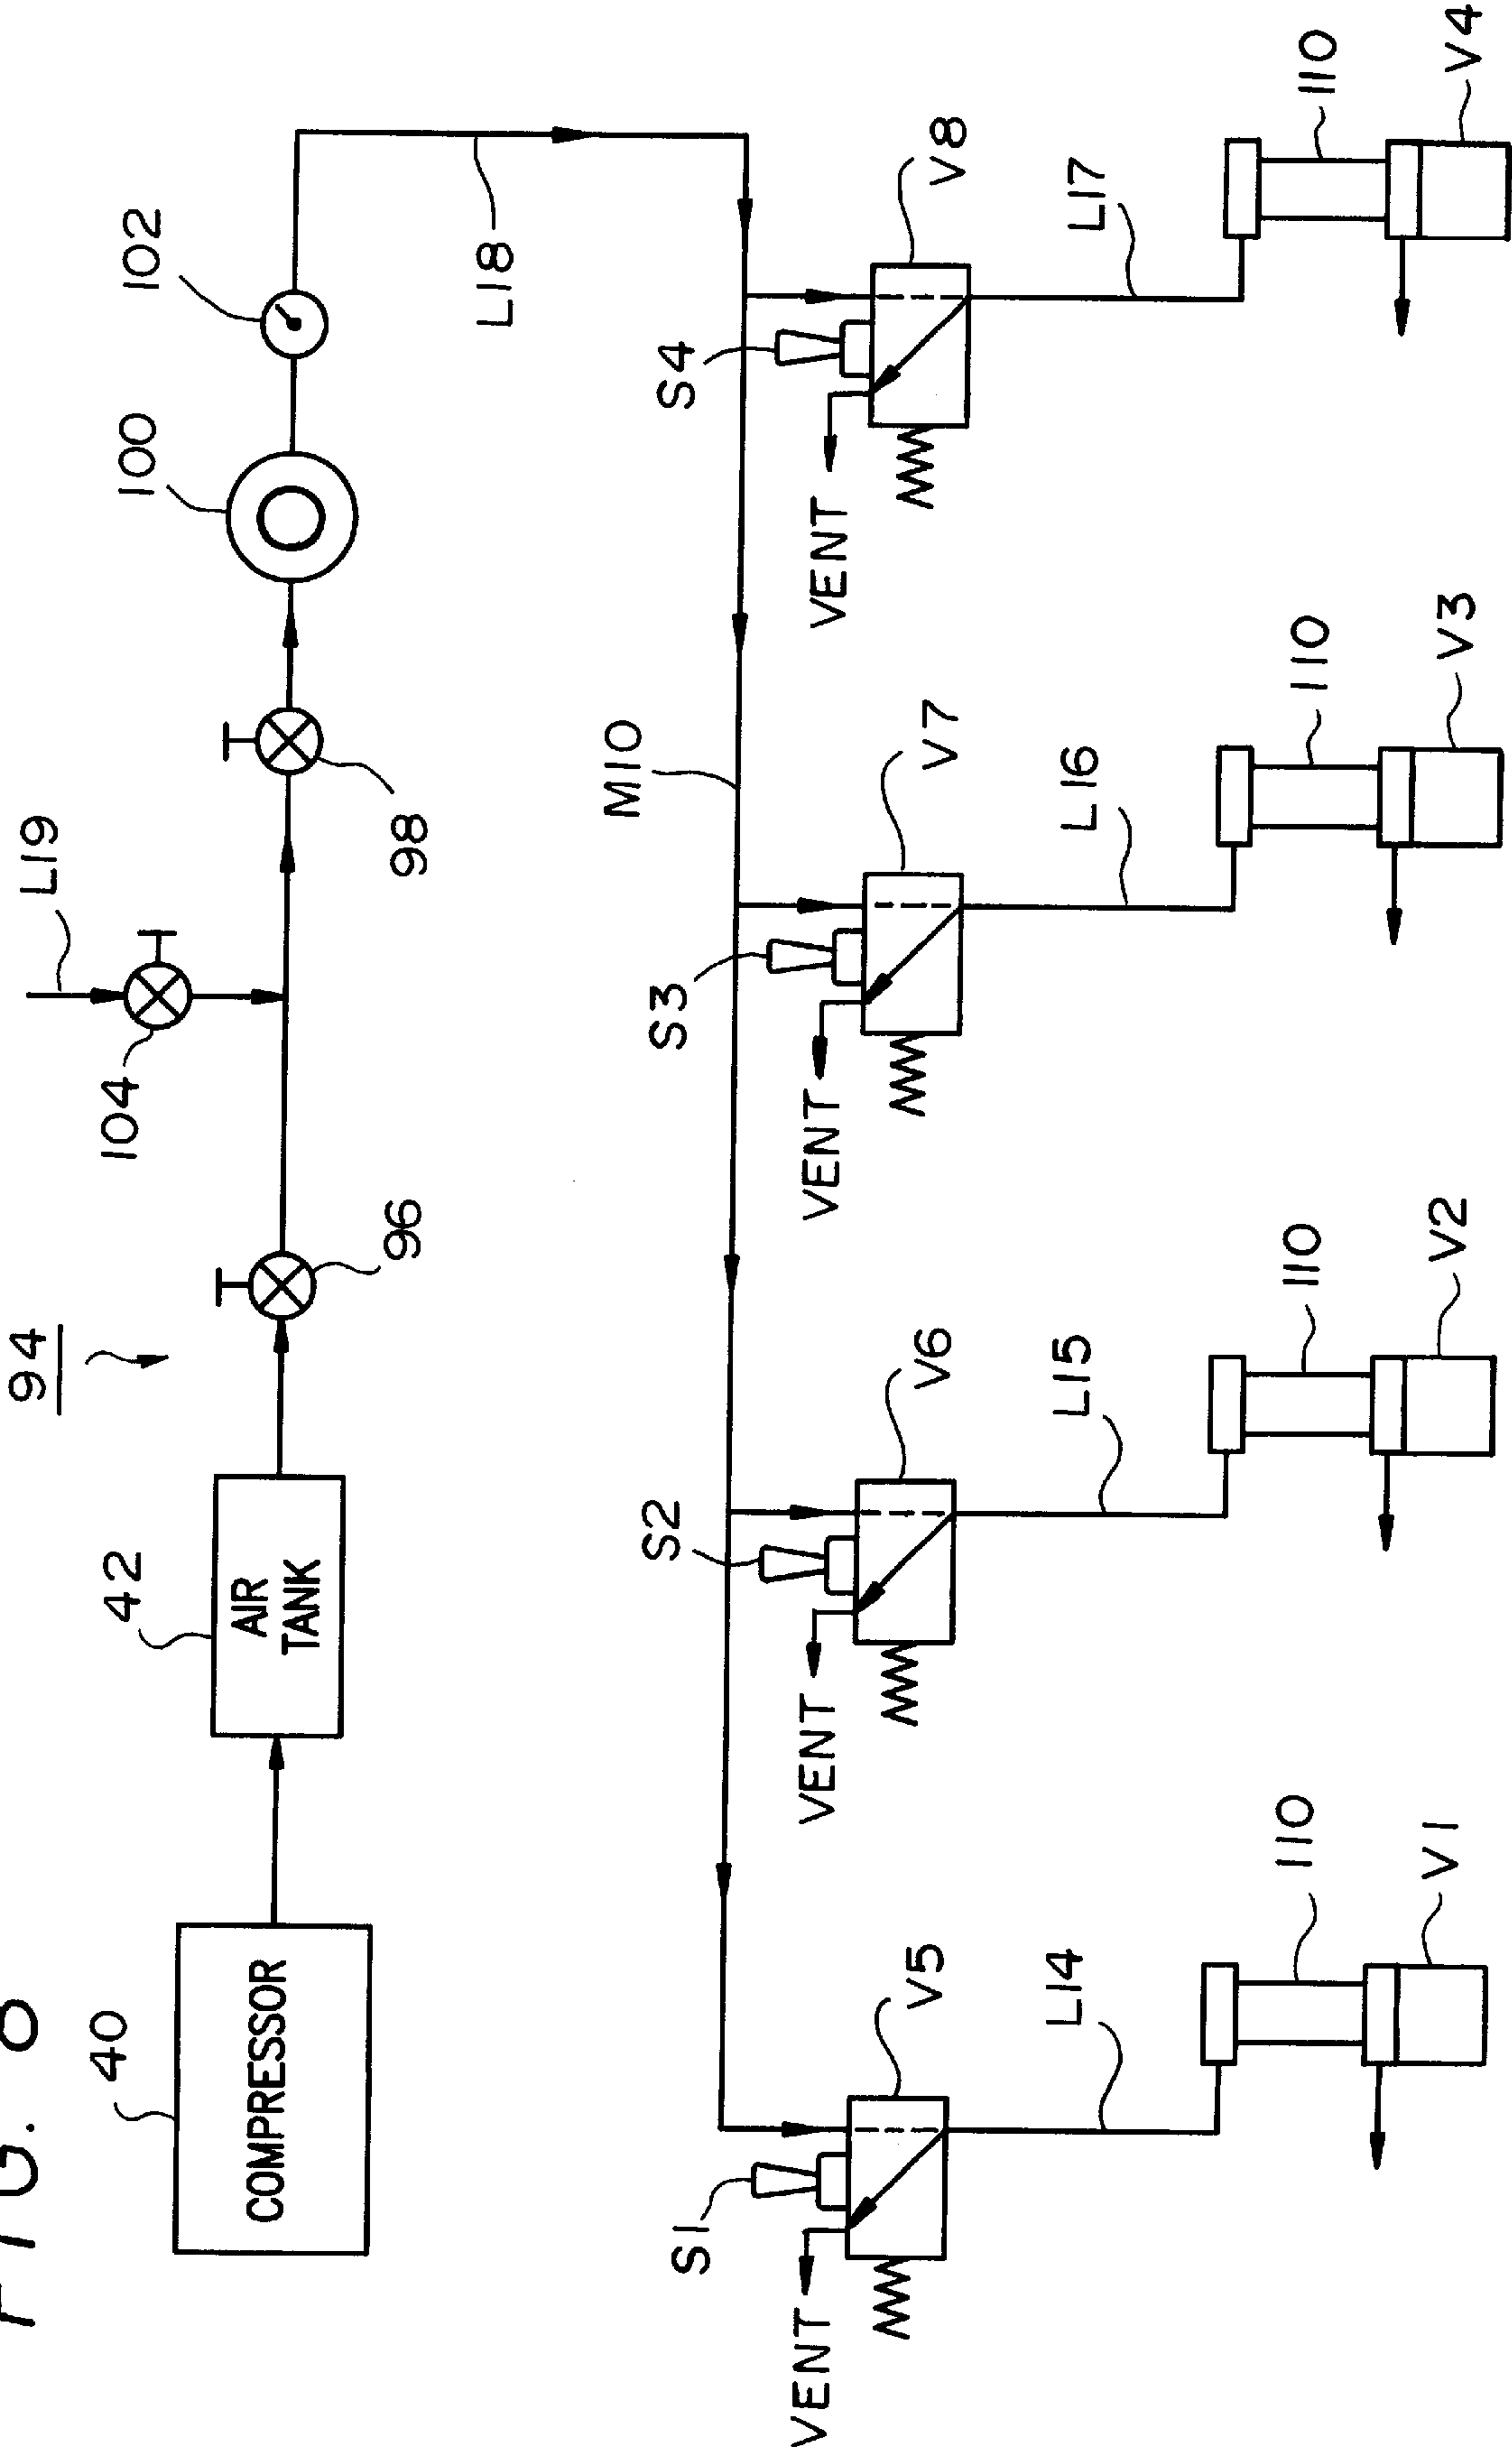 FIG. 8
94
L19
40
42
104
100
102
COMPRESSOR
AIR
TANK
96
98
L18
M10
S1
S2
S3
S4
VENT
VENT
VENT
VENT
V5
V6
V7
V8
L14
L15
L16
L17
110
110
110
110
V1
V2
V3
V4